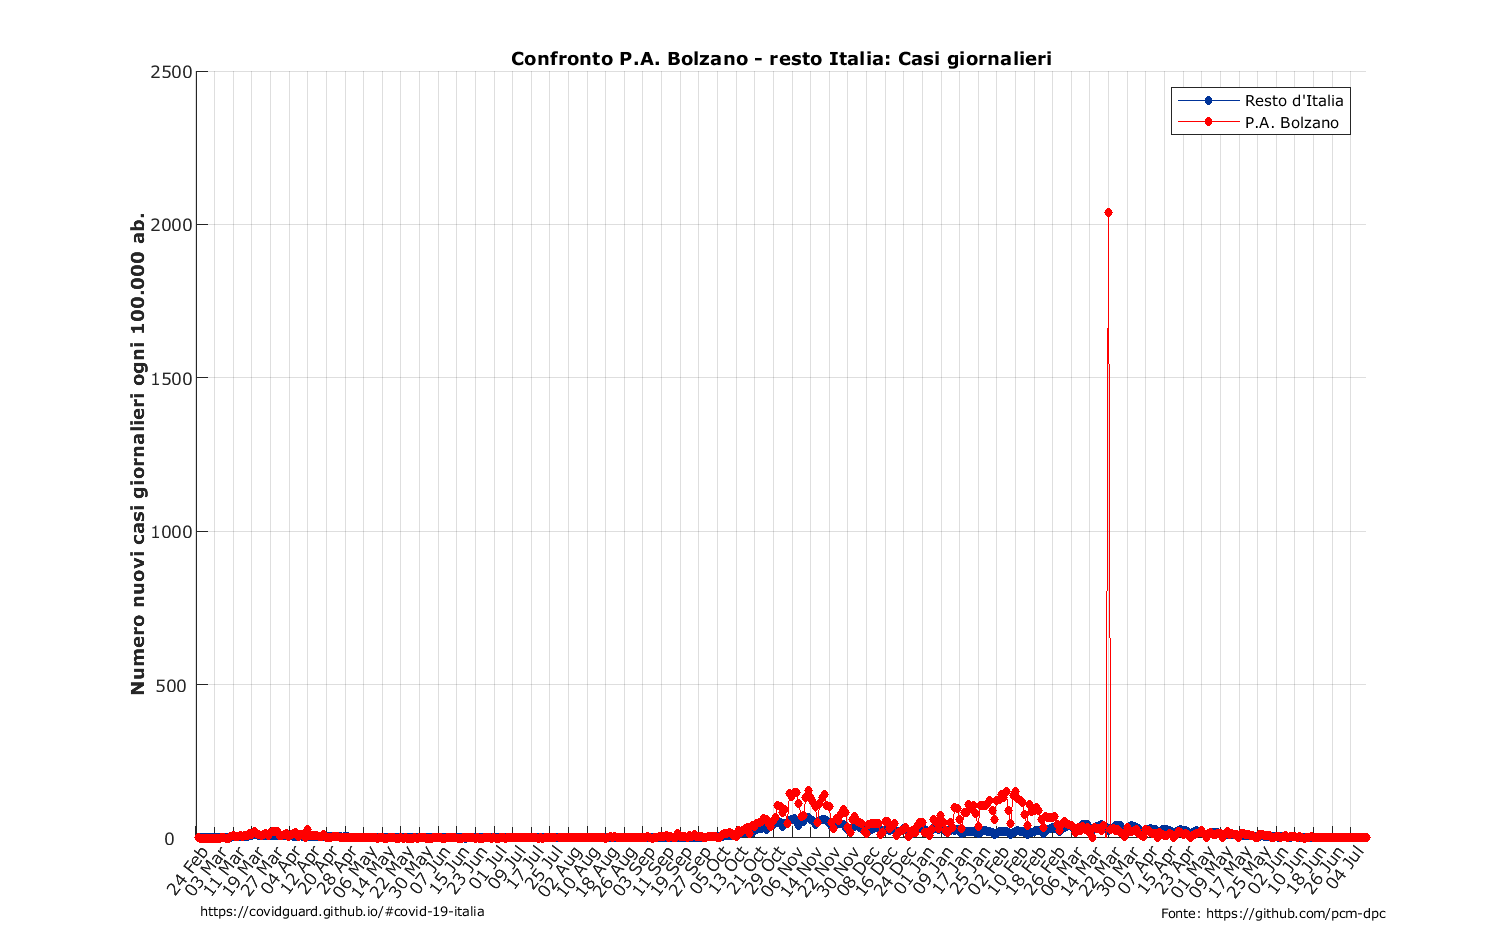 Confronto P.A. Bolzano - resto Italia: Casi giornalieri
Resto d'Italia
P.A. Bolzano
Numero nuovi casi giornalieri ogni 100.000 ab.
2500
2000
1500
1000
500
0
24 Feb
03 Mar
11 Mar
19 Mar
27 Mar
04 Apr
12 Apr
20 Apr
28 Apr
06 May
14 May
22 May
30 May
07 Jun
15 Jun
23 Jun
01 Jul
09 Jul
17 Jul
25 Jul
02 Aug
10 Aug
18 Aug
26 Aug
03 Sep
11 Sep
19 Sep
27 Sep
05 Oct
13 Oct
21 Oct
29 Oct
06 Nov
14 Nov
22 Nov
30 Nov
08 Dec
16 Dec
24 Dec
01 Jan
09 Jan
17 Jan
25 Jan
02 Feb
10 Feb
18 Feb
26 Feb
06 Mar
14 Mar
22 Mar
30 Mar
07 Apr
15 Apr
23 Apr
01 May
09 May
17 May
25 May
02 Jun
10 Jun
18 Jun
26 Jun
04 Jul
https://covidguard.github.io/#covid-19-italia
Fonte: https://github.com/pcm-dpc